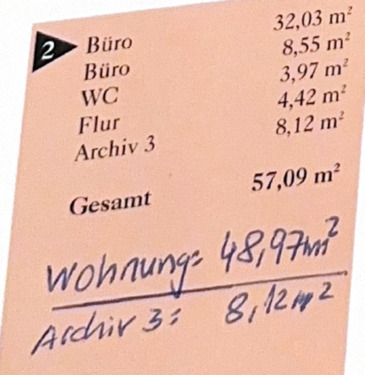 2 Büro 32,03 m²
Büro 8,55 m²
WC 3,97 m²
Flur 4,42 m²
Archiv 3 8,12 m²
Gesamt 57,09 m²
Wohnung= 48,97m²
Archiv 3= 8,12m²